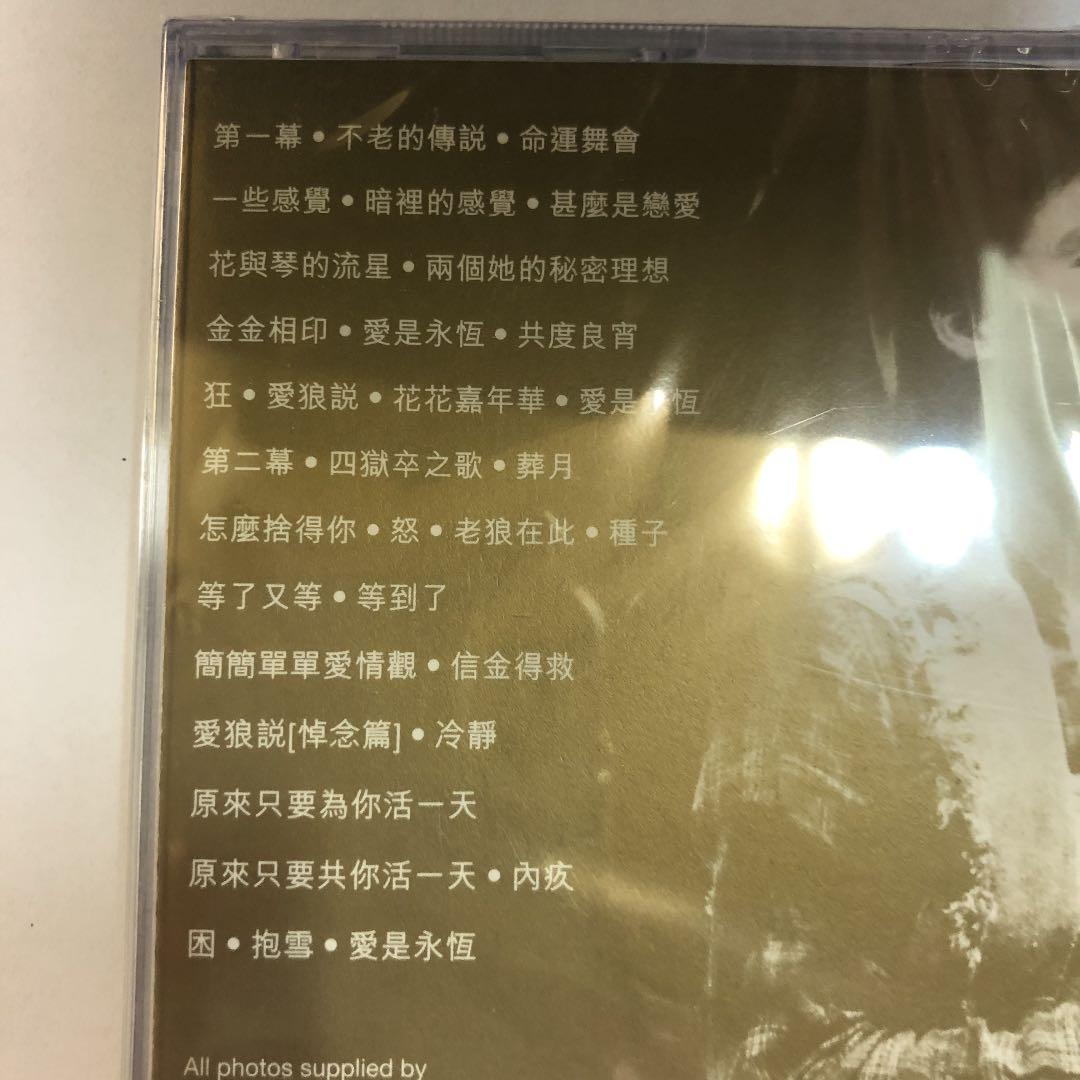 第一幕•不老的傳説•命運舞會
一些感覺•暗裡的感覺•甚麼是戀愛
花與琴的流星•兩個她的秘密理想
金金相印•愛是永恆•共度良宵
狂•愛狼説•花花嘉年華•愛是永恆
第二幕•四獄卒之歌•葬月
怎麼捨得你•怒•老狼在此•種子
等了又等•等到了
簡簡單單愛情觀•信金得救
愛狼説[悼念篇]•冷靜
原來只要為你活一天
原來只要共你活一天•內疚
困•抱雪•愛是永恆
All photos supplied by